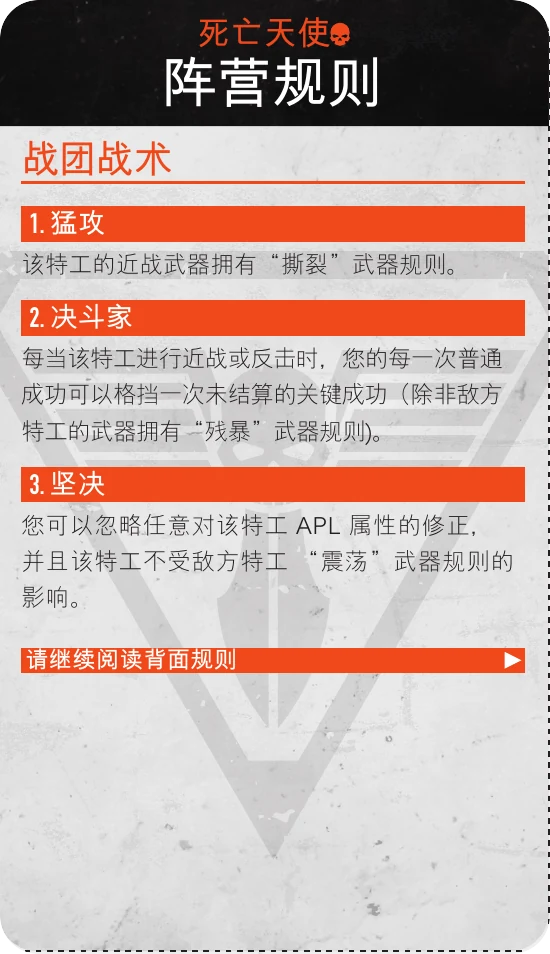 死亡天使
阵营规则
战团战术
1. 猛攻
该特工的近战武器拥有“撕裂”武器规则。
2. 决斗家
每当该特工进行近战或反击时，您的每一次普通
成功可以格挡一次未结算的关键成功（除非敌方
特工的武器拥有“残暴”武器规则)。
3. 坚决
您可以忽略任意对该特工 APL 属性的修正，
并且该特工不受敌方特工 “震荡”武器规则的
影响。
请继续阅读背面规则